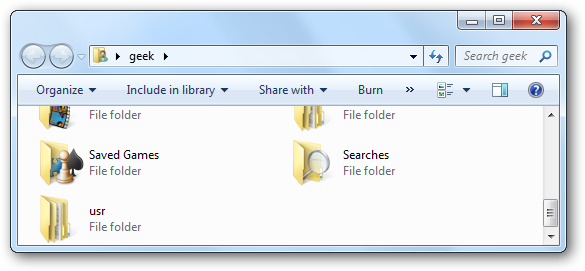 geek
Search geek
Organize
Include in library
Share with
Burn
»
File folder
File folder
Saved Games
File folder
Searches
File folder
usr
File folder